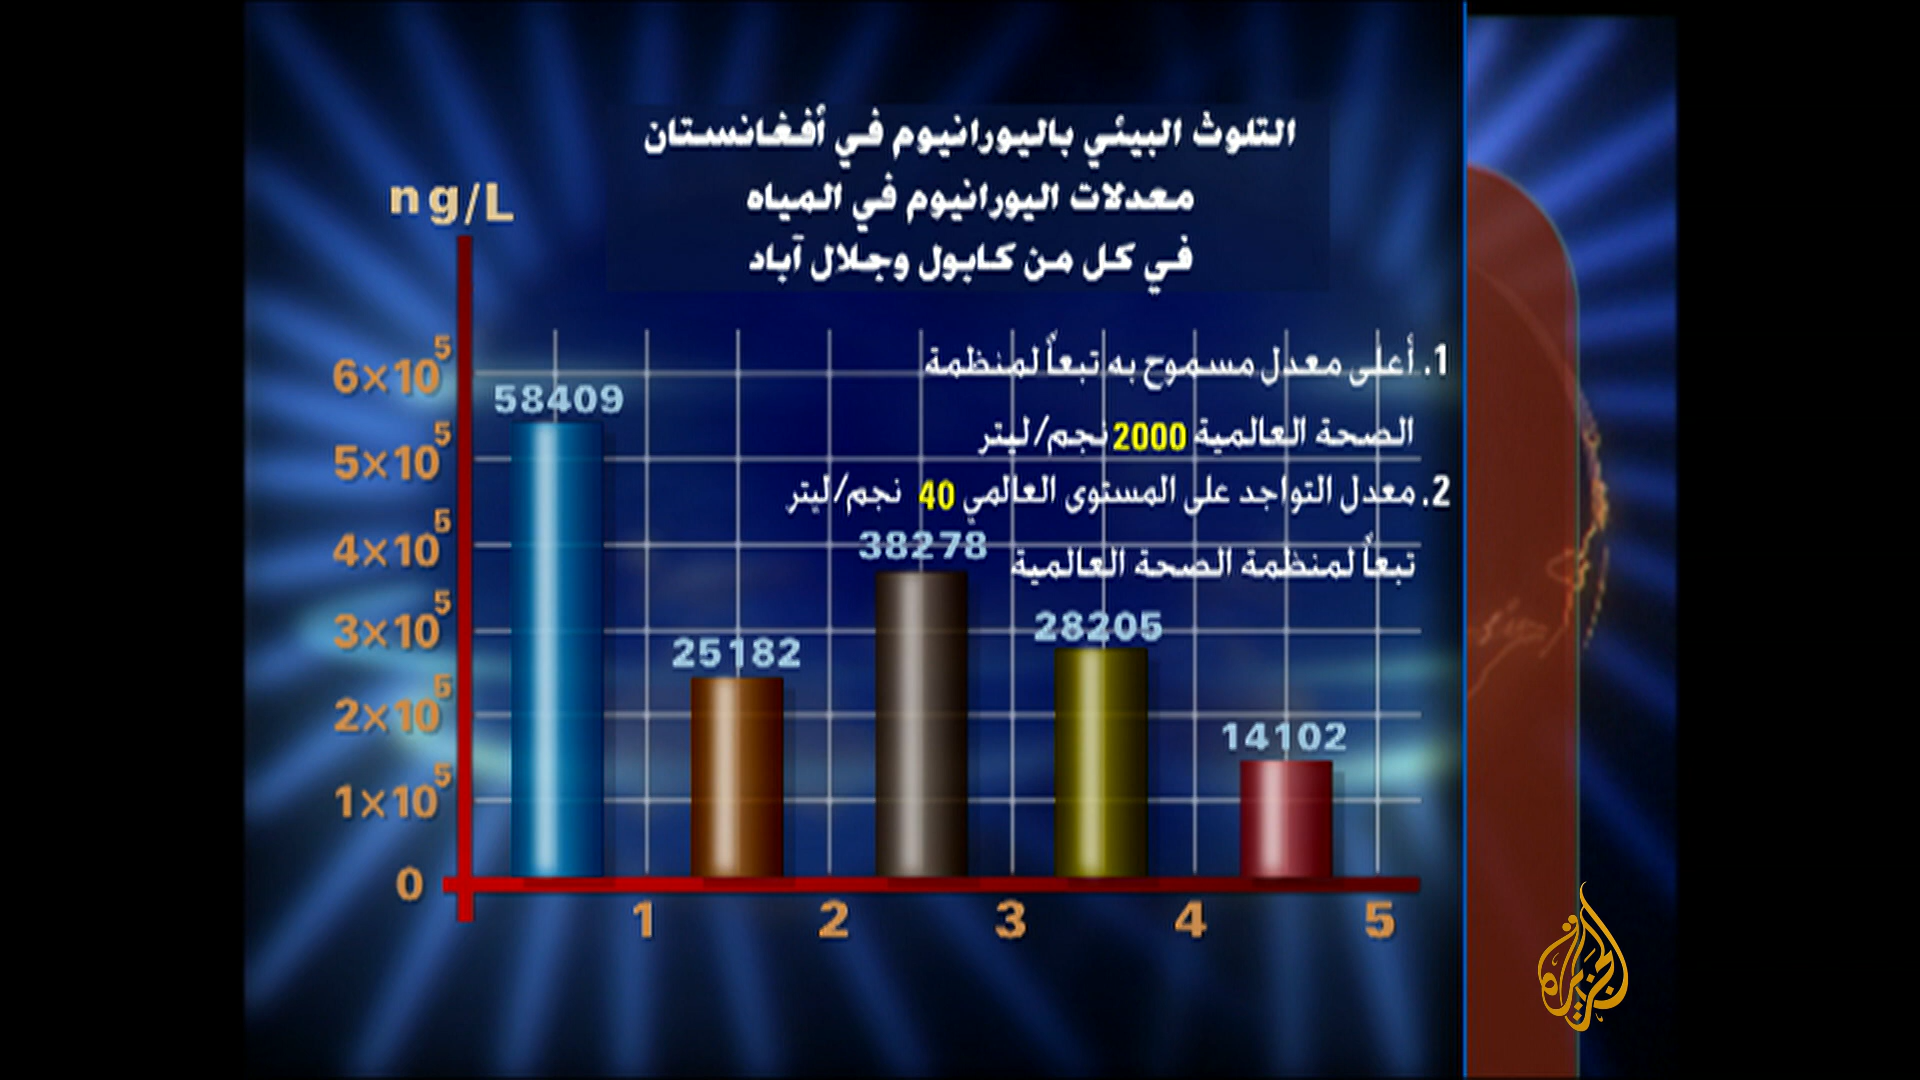 التلوث البيئي باليورانيوم في أفغانستان
معدلات اليورانيوم في المياه
في كل من كابول وجلال آباد
ng/L
1. أعلى معدل مسموح به تبعاً لمنظمة
الصحة العالمية 2000 نجم/ليتر
2. معدل التواجد على المستوى العالمي 40 نجم/ليتر
تبعاً لمنظمة الصحة العالمية
6×10⁵
5×10⁵
4×10⁵
3×10⁵
2×10⁵
1×10⁵
0
58409
25182
38278
28205
14102
1 2 3 4 5
الجزيرة